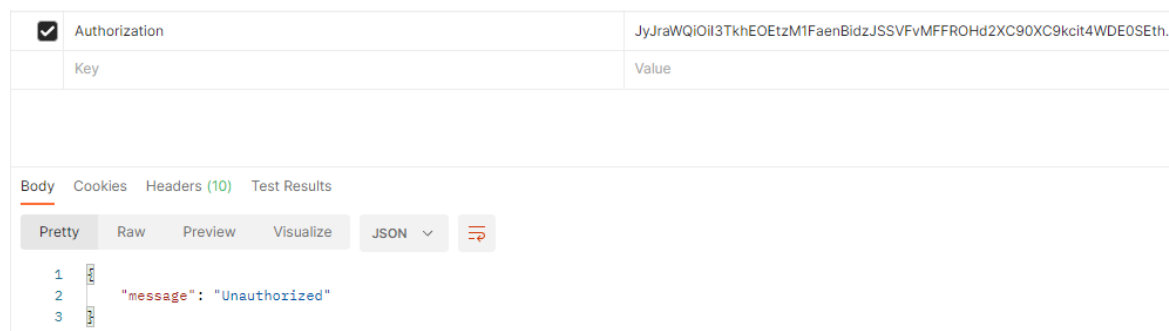 Authorization JyJraWQiOiI3TkhEOEtzM1FaenBidzJSSVFvMFFROHd2XC90XC9kcit4WDE0SEth...
Key Value
Body Cookies Headers (10) Test Results
Pretty Raw Preview Visualize JSON
1 {
2 "message": "Unauthorized"
3 }